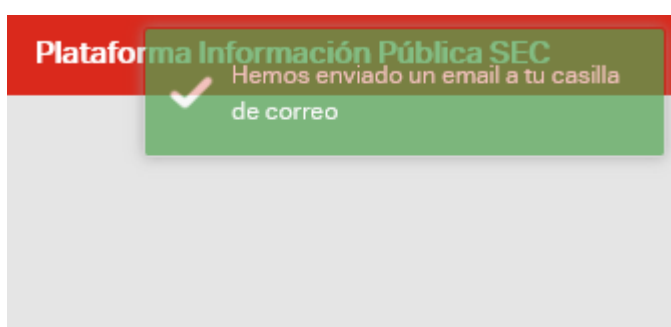 Plataforma Información Pública SEC
Hemos enviado un email a tu casilla
de correo